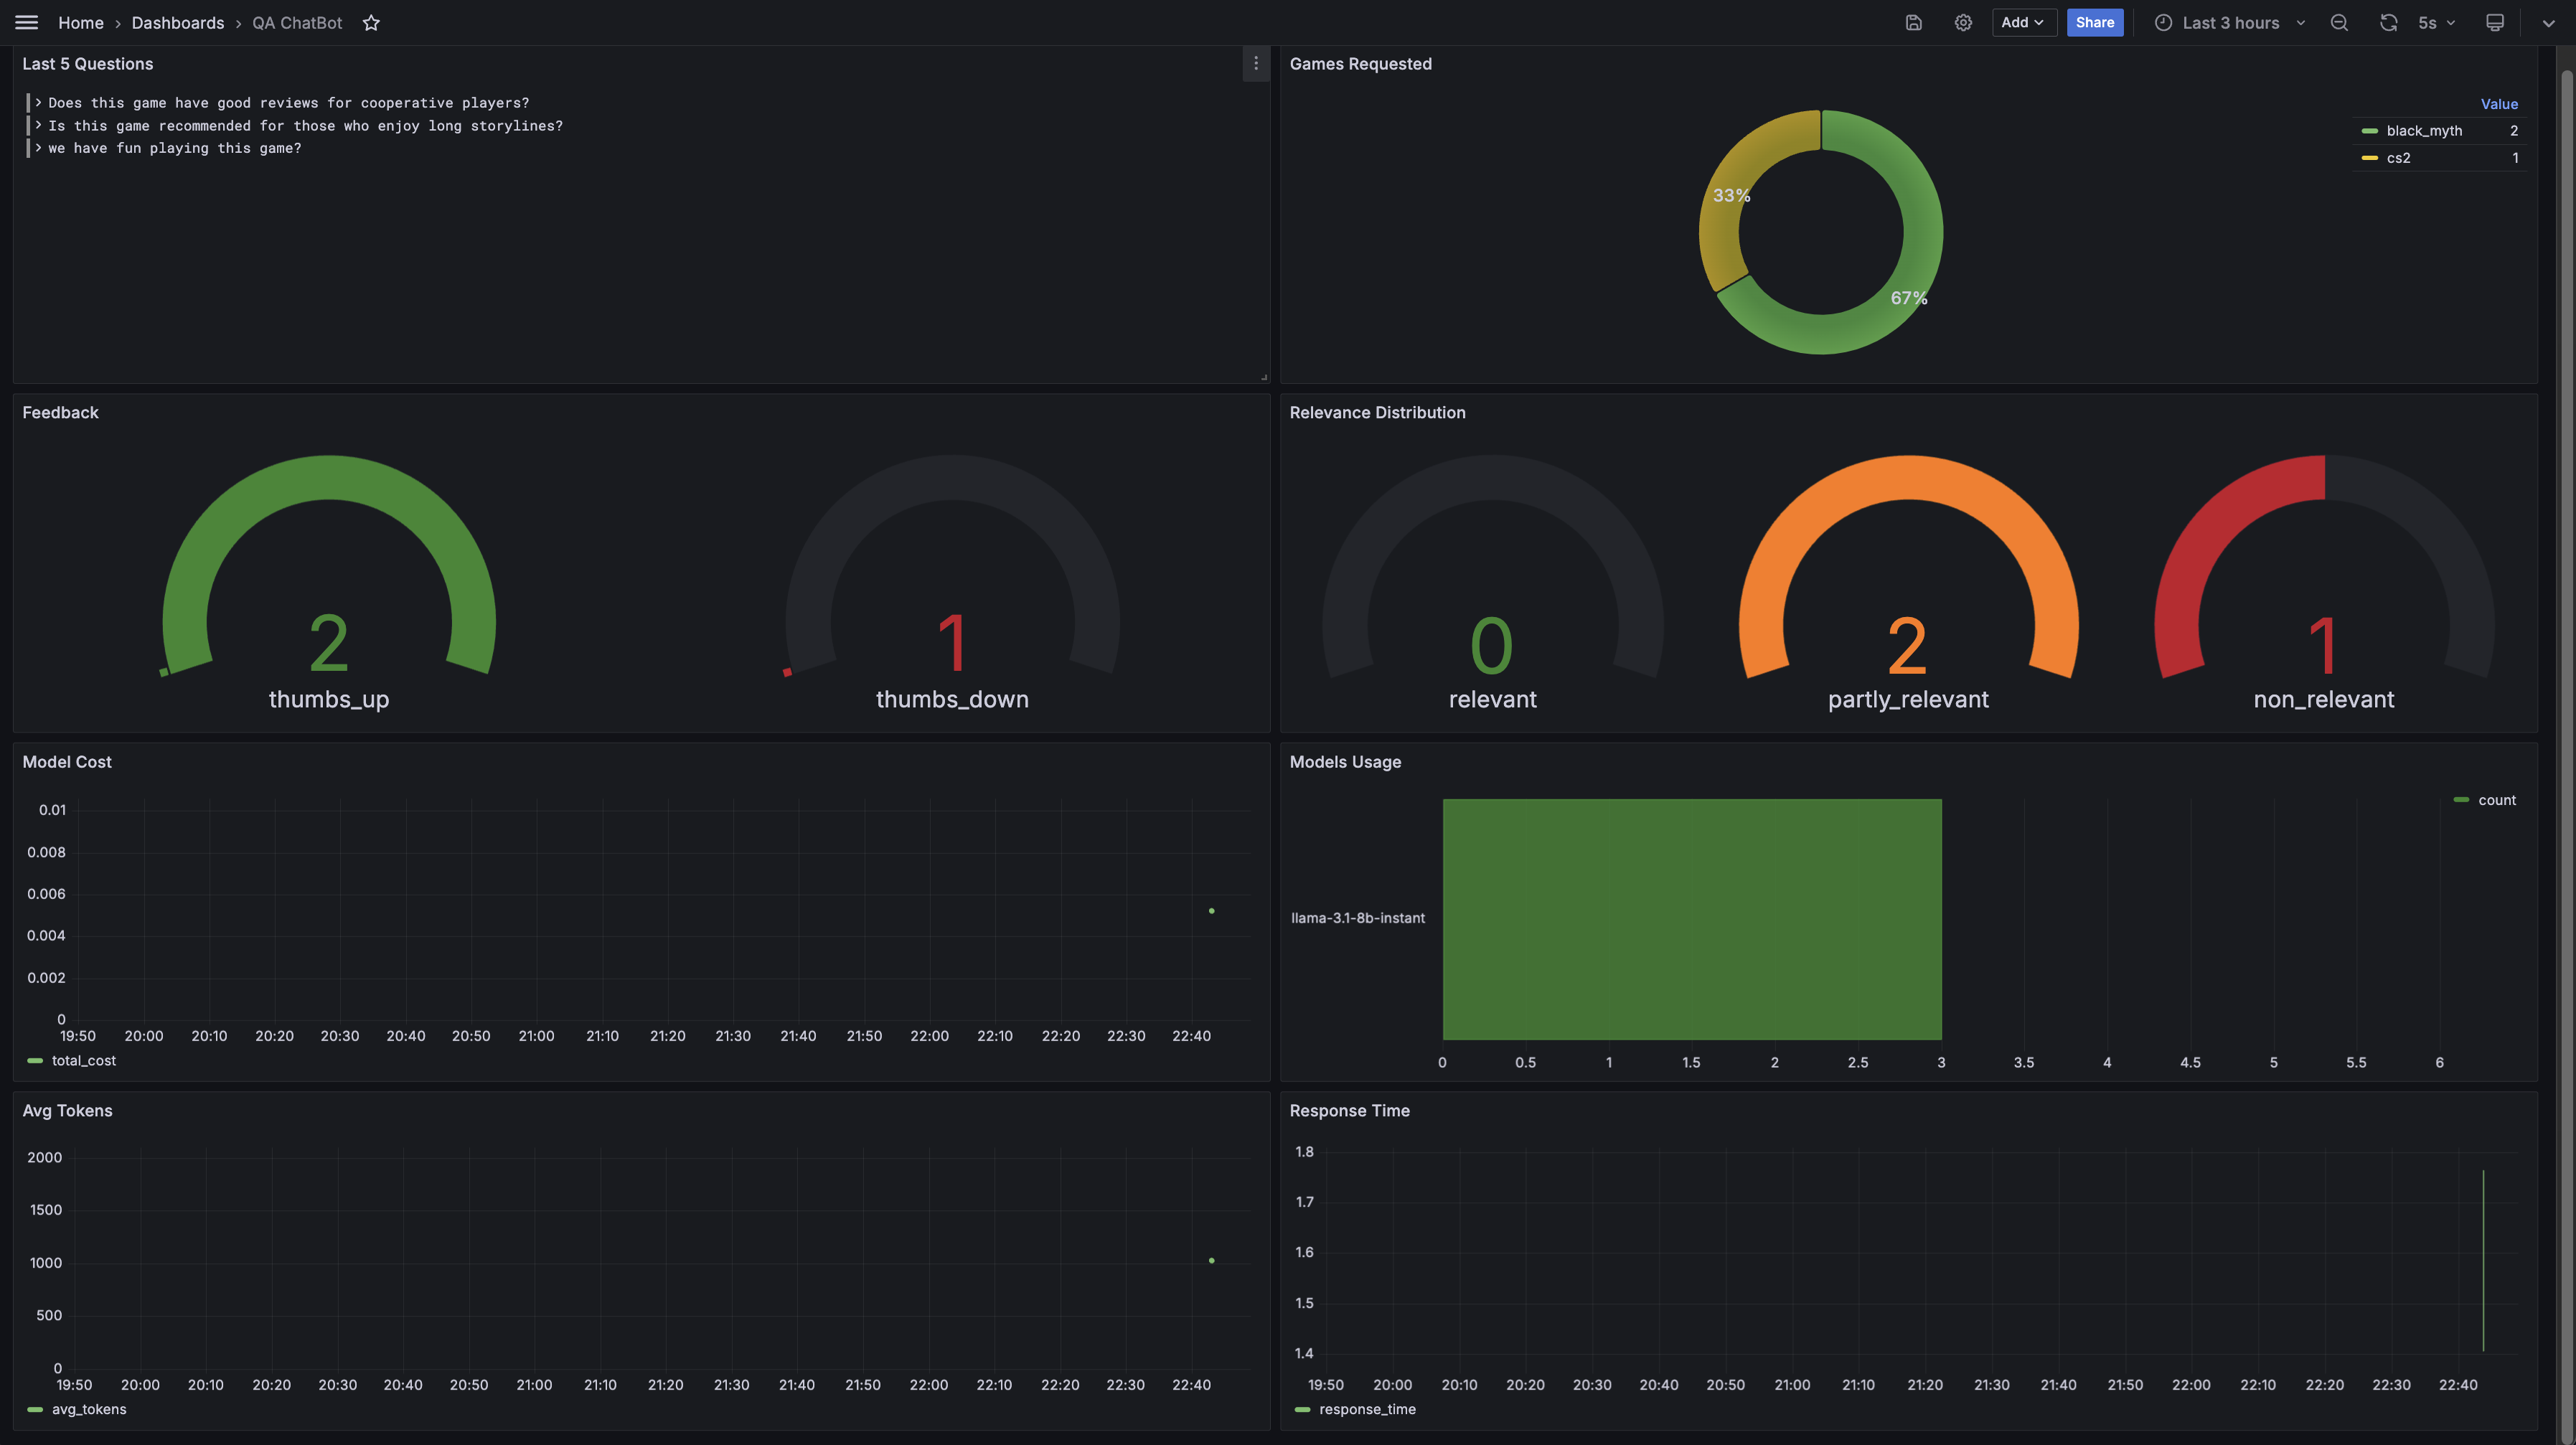 Home › Dashboards › QA ChatBot
Add
Share
Last 3 hours
5s
Last 5 Questions
> Does this game have good reviews for cooperative players?
> Is this game recommended for those who enjoy long storylines?
> we have fun playing this game?
Games Requested
33%
67%
Value
black_myth 2
cs2 1
Feedback
2
thumbs_up
1
thumbs_down
Relevance Distribution
0
relevant
2
partly_relevant
1
non_relevant
Model Cost
0.01
0.008
0.006
0.004
0.002
0
19:50 20:00 20:10 20:20 20:30 20:40 20:50 21:00 21:10 21:20 21:30 21:40 21:50 22:00 22:10 22:20 22:30 22:40
total_cost
Models Usage
count
llama-3.1-8b-instant
0 0.5 1 1.5 2 2.5 3 3.5 4 4.5 5 5.5 6
Avg Tokens
2000
1500
1000
500
0
19:50 20:00 20:10 20:20 20:30 20:40 20:50 21:00 21:10 21:20 21:30 21:40 21:50 22:00 22:10 22:20 22:30 22:40
avg_tokens
Response Time
1.8
1.7
1.6
1.5
1.4
19:50 20:00 20:10 20:20 20:30 20:40 20:50 21:00 21:10 21:20 21:30 21:40 21:50 22:00 22:10 22:20 22:30 22:40
response_time